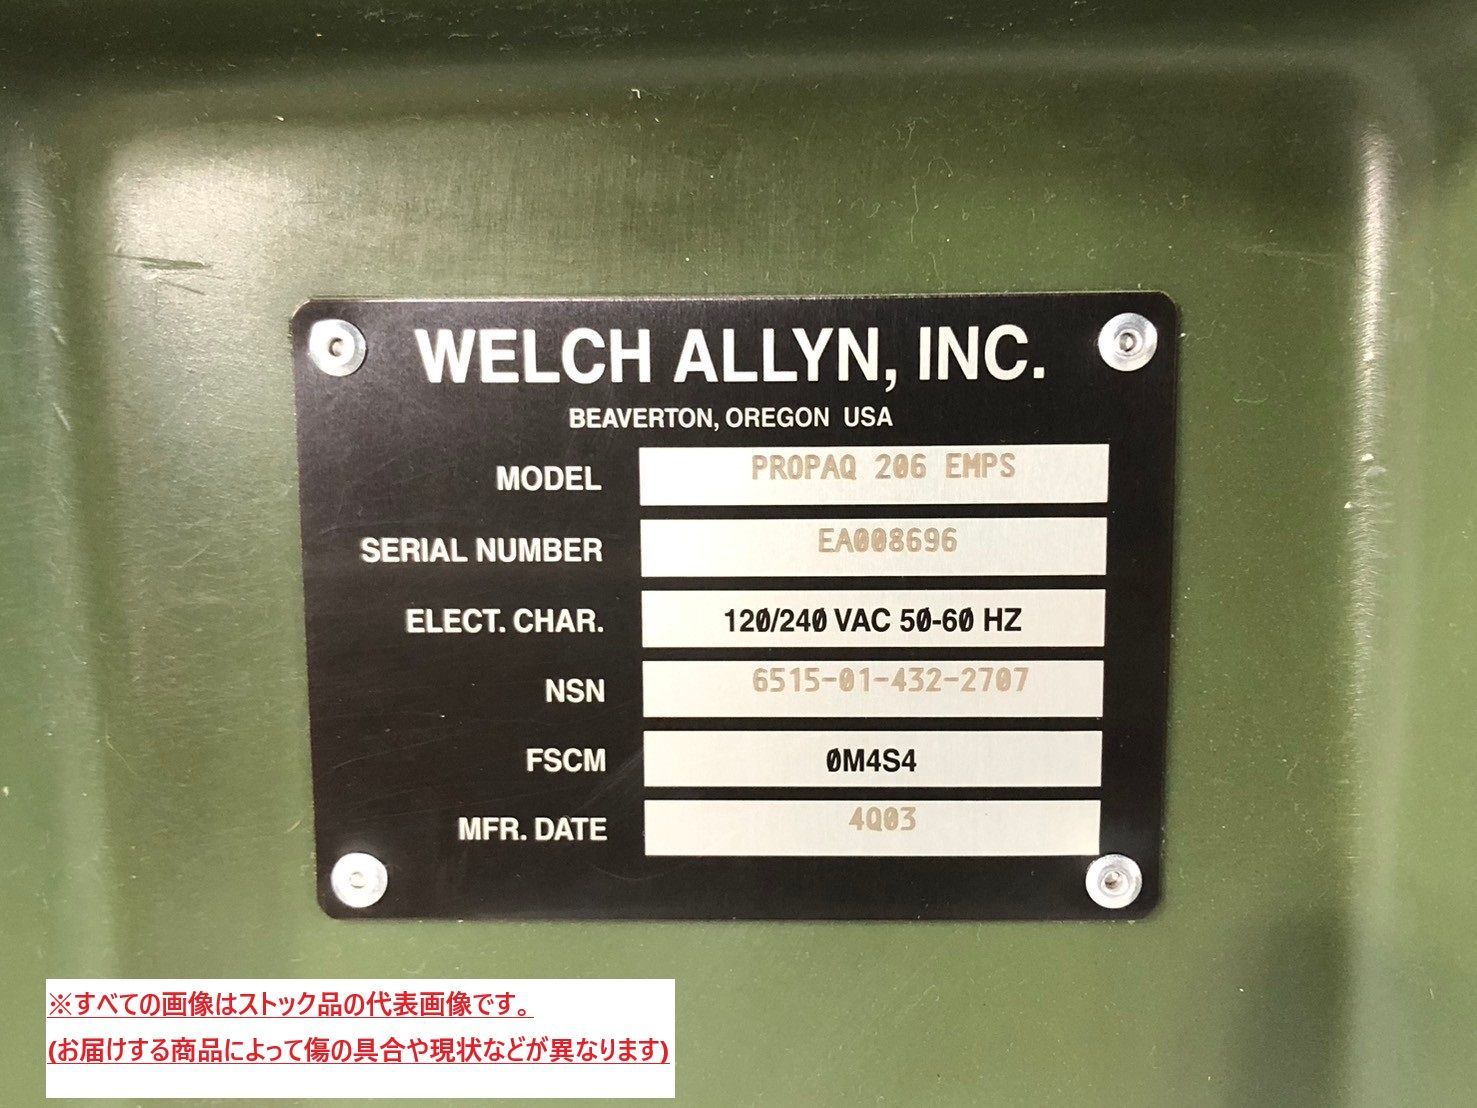 WELCH ALLYN, INC.
BEAVERTON, OREGON USA
MODEL PROPAQ 206 EMPS
SERIAL NUMBER EA008696
ELECT. CHAR. 120/240 VAC 50-60 HZ
NSN 6515-01-432-2707
FSCM 0M4S4
MFR. DATE 4Q03
※すべての画像はストック品の代表画像です。
(お届けする商品によって傷の具合や現状などが異なります)